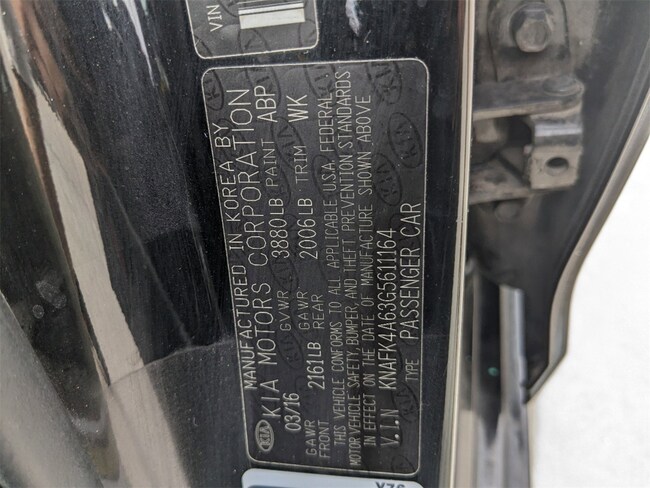 VIN
MANUFACTURED IN KOREA BY
KIA KIA MOTORS CORPORATION
03/16 GVWR 3880LB PAINT ABP
GAWR FRONT 2161LB GAWR REAR 2006LB TRIM WK
THIS VEHICLE CONFORMS TO ALL APPLICABLE U.S.A. FEDERAL
MOTOR VEHICLE SAFETY, BUMPER, AND THEFT PREVENTION STANDARDS
IN EFFECT ON THE DATE OF MANUFACTURE SHOWN ABOVE
V.I.N KNAFK4A63G5611164
TYPE PASSENGER CAR